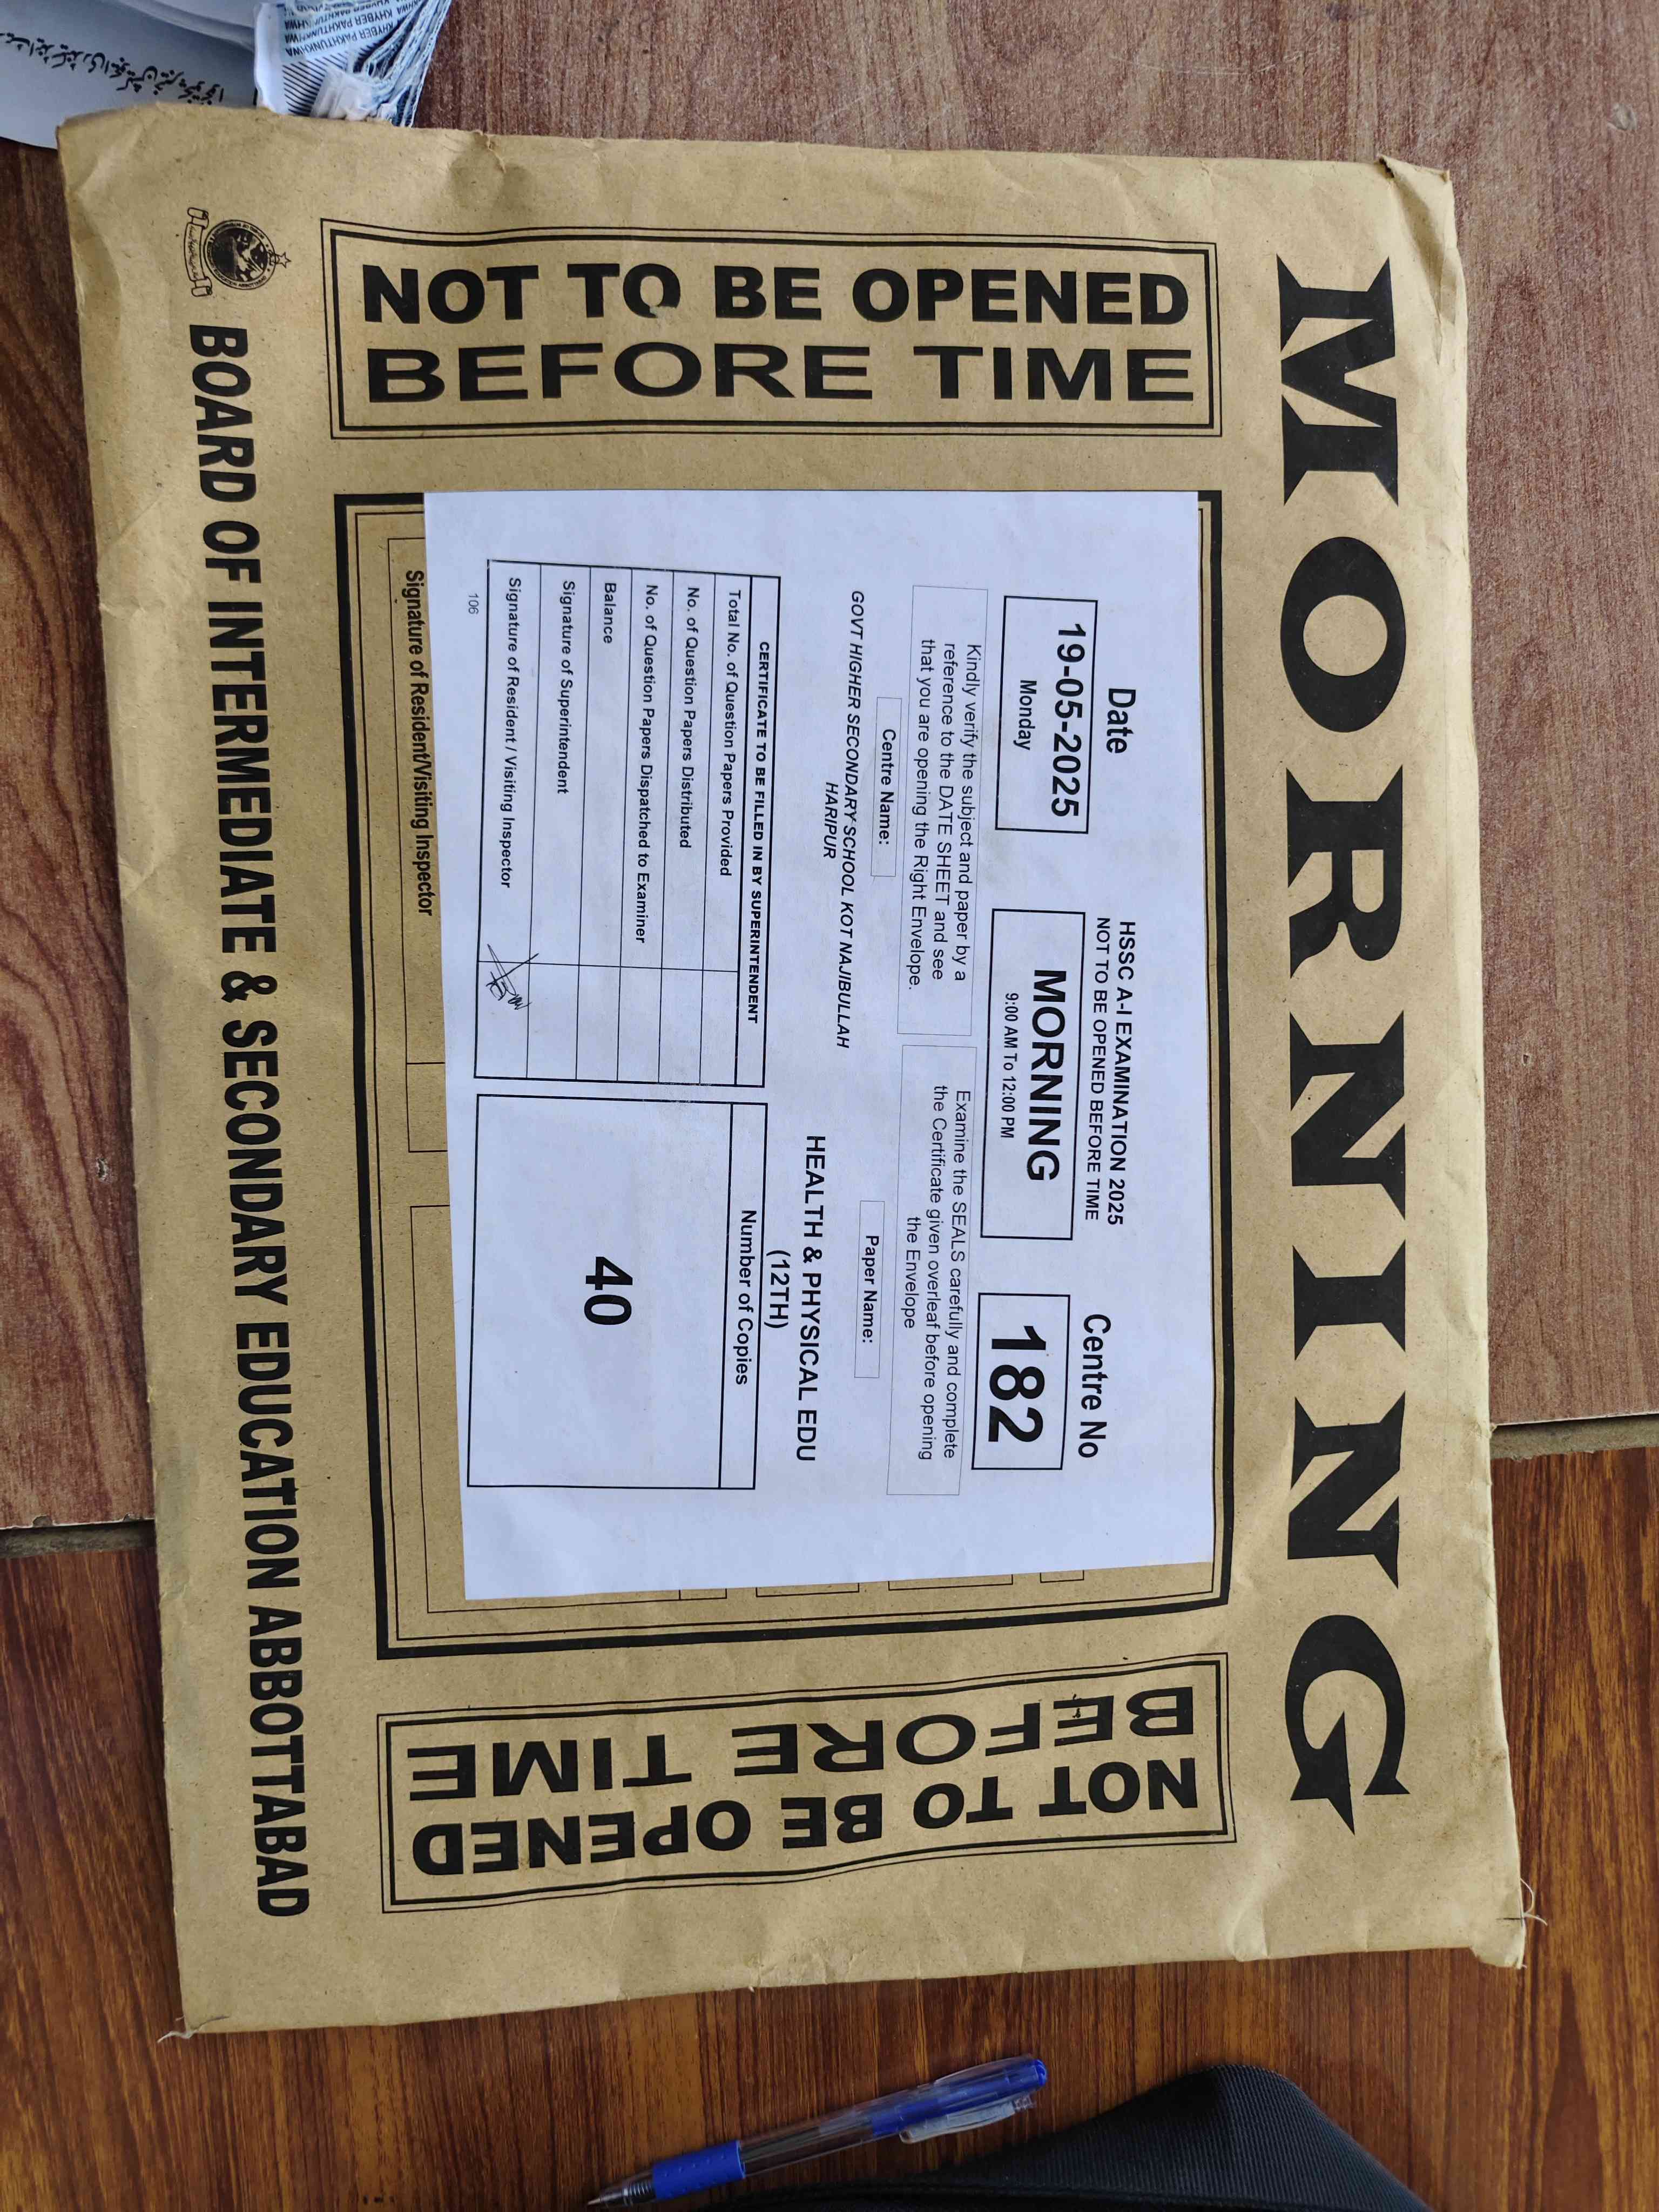 MORNING
NOT TO BE OPENED
BEFORE TIME
Date
19-05-2025
Monday
HSSC A-I EXAMINATION 2025
NOT TO BE OPENED BEFORE TIME
MORNING
9:00 AM To 12:00 PM
Centre No
182
Kindly verify the subject and paper by a
reference to the DATE SHEET and see
that you are opening the Right Envelope.
Examine the SEALS carefully and complete
the Certificate given overleaf before opening
the Envelope
Centre Name:
GOVT HIGHER SECONDARY SCHOOL KOT NAJIBULLAH
HARIPUR
Paper Name:
HEALTH & PHYSICAL EDU
(12TH)
CERTIFICATE TO BE FILLED IN BY SUPERINTENDENT
Total No. of Question Papers Provided
No. of Question Papers Distributed
No. of Question Papers Dispatched to Examiner
Balance
Signature of Superintendent
Signature of Resident / Visiting Inspector
106
Number of Copies
40
Signature of Resident/Visiting Inspector
NOT TO BE OPENED
BEFORE TIME
BOARD OF INTERMEDIATE & SECONDARY EDUCATION ABBOTTABAD
KHYBER PAKHTUNKHWA
KHYBER PAKHTUNKHWA